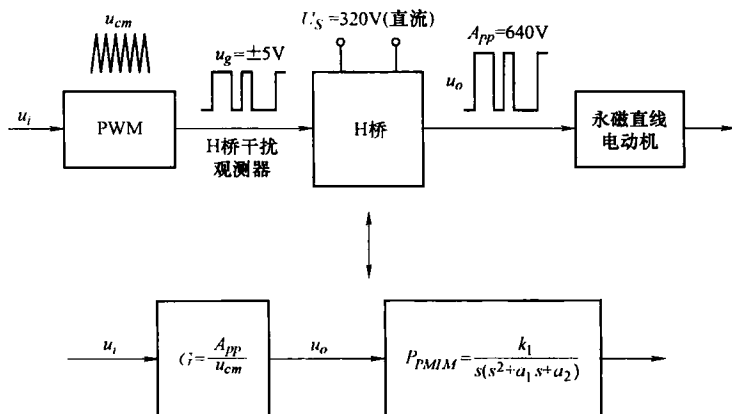 u_cm
U_S=320V(直流)
A_pp=640V
u_g=±5V
u_o
u_i
PWM
H桥
永磁直线
电动机
H桥干扰
观测器
u_i
G=A_pp/u_cm
u_o
P_PMLM=k_1/s(s^2+a_1s+a_2)